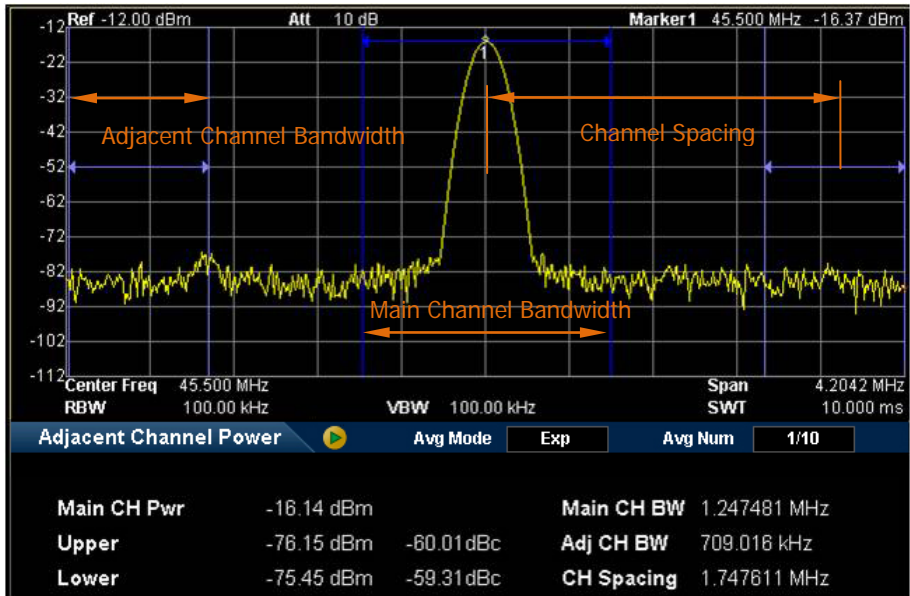 Ref -12.00 dBm Att 10 dB Marker1 45.500 MHz -16.37 dBm
-12
1
-22
-32
-42
Adjacent Channel Bandwidth Channel Spacing
-52
-62
-72
-82
-92
Main Channel Bandwidth
-102
-112
Center Freq 45.500 MHz Span 4.2042 MHz
RBW 100.00 kHz VBW 100.00 kHz SWT 10.000 ms
Adjacent Channel Power Avg Mode Exp Avg Num 1/10
Main CH Pwr -16.14 dBm Main CH BW 1.247481 MHz
Upper -76.15 dBm -60.01dBc Adj CH BW 709.016 kHz
Lower -75.45 dBm -59.31dBc CH Spacing 1.747611 MHz